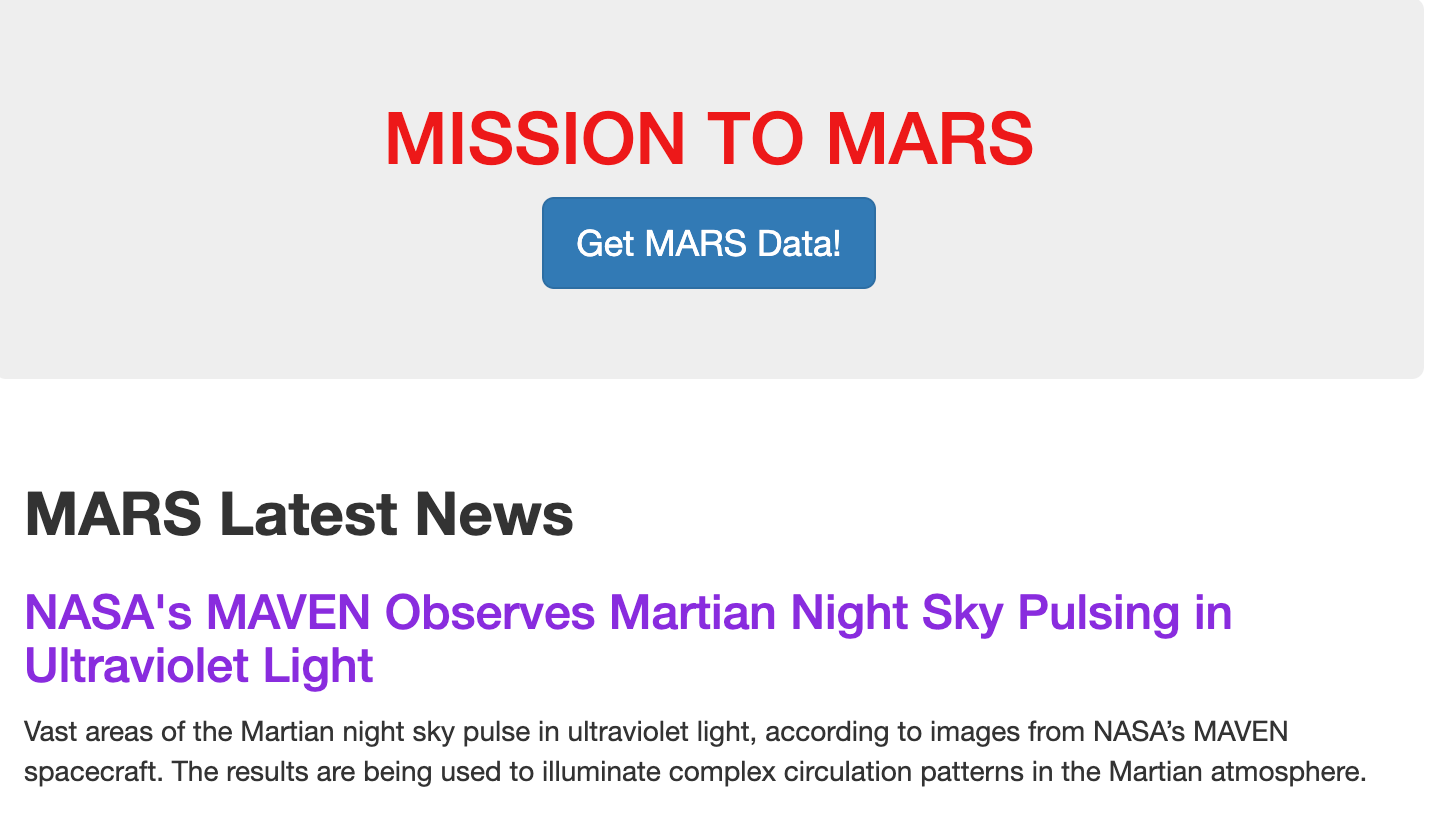 MISSION TO MARS
Get MARS Data!
MARS Latest News
NASA's MAVEN Observes Martian Night Sky Pulsing in
Ultraviolet Light
Vast areas of the Martian night sky pulse in ultraviolet light, according to images from NASA’s MAVEN
spacecraft. The results are being used to illuminate complex circulation patterns in the Martian atmosphere.